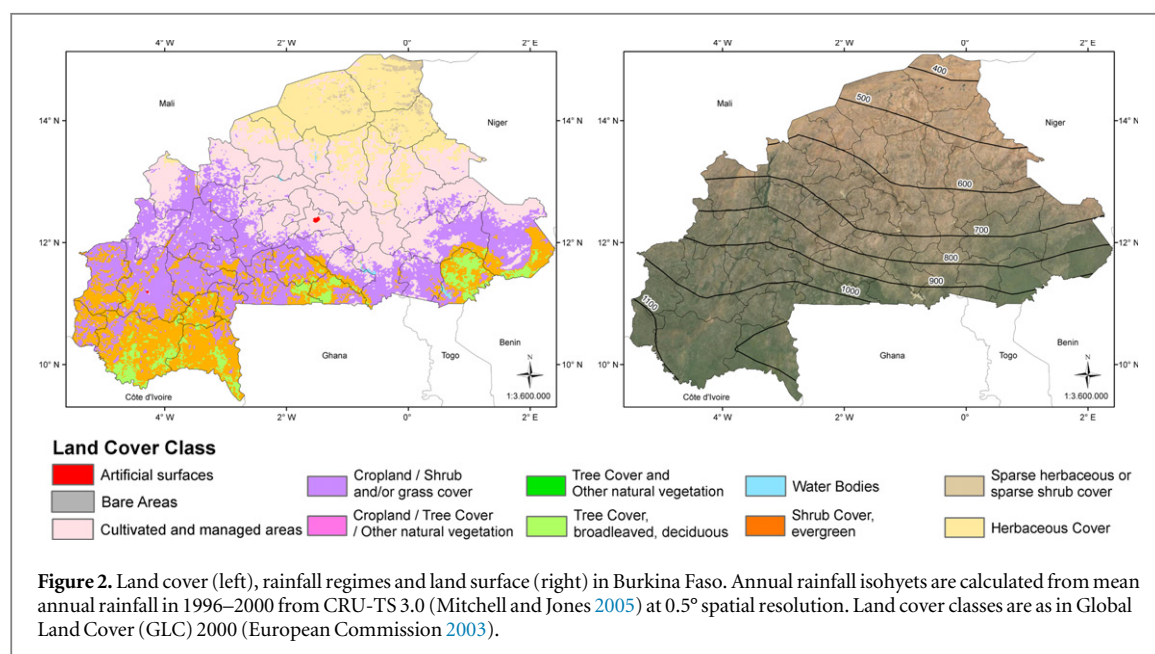 4° W 2° W 0° 2° E
4° W 2° W 0° 2° E
Mali
Niger
14° N
12° N
10° N
Ghana
Togo
Benin
Côte d'Ivoire
N
1:3.600.000
14° N
12° N
10° N
4° W 2° W 0° 2° E
Mali
Niger
400
500
600
700
800
900
1000
1100
Ghana
Togo
Benin
Côte d'Ivoire
N
1:3.600.000
14° N
12° N
10° N
4° W 2° W 0° 2° E
Land Cover Class
Artificial surfaces
Bare Areas
Cultivated and managed areas
Cropland / Shrub
and/or grass cover
Cropland / Tree Cover
/ Other natural vegetation
Tree Cover and
Other natural vegetation
Tree Cover,
broadleaved, deciduous
Water Bodies
Shrub Cover,
evergreen
Sparse herbaceous or
sparse shrub cover
Herbaceous Cover
Figure 2. Land cover (left), rainfall regimes and land surface (right) in Burkina Faso. Annual rainfall isohyets are calculated from mean
annual rainfall in 1996–2000 from CRU-TS 3.0 (Mitchell and Jones 2005) at 0.5° spatial resolution. Land cover classes are as in Global
Land Cover (GLC) 2000 (European Commission 2003).